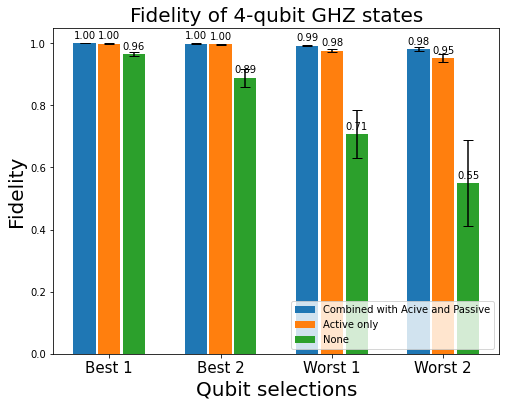 Fidelity of 4-qubit GHZ states
1.00 1.00 0.96 1.00 1.00 0.89 0.99 0.98 0.71 0.98 0.95 0.55
1.0
0.8
0.6
0.4
0.2
0.0
Fidelity
Combined with Acive and Passive
Active only
None
Best 1 Best 2 Worst 1 Worst 2
Qubit selections